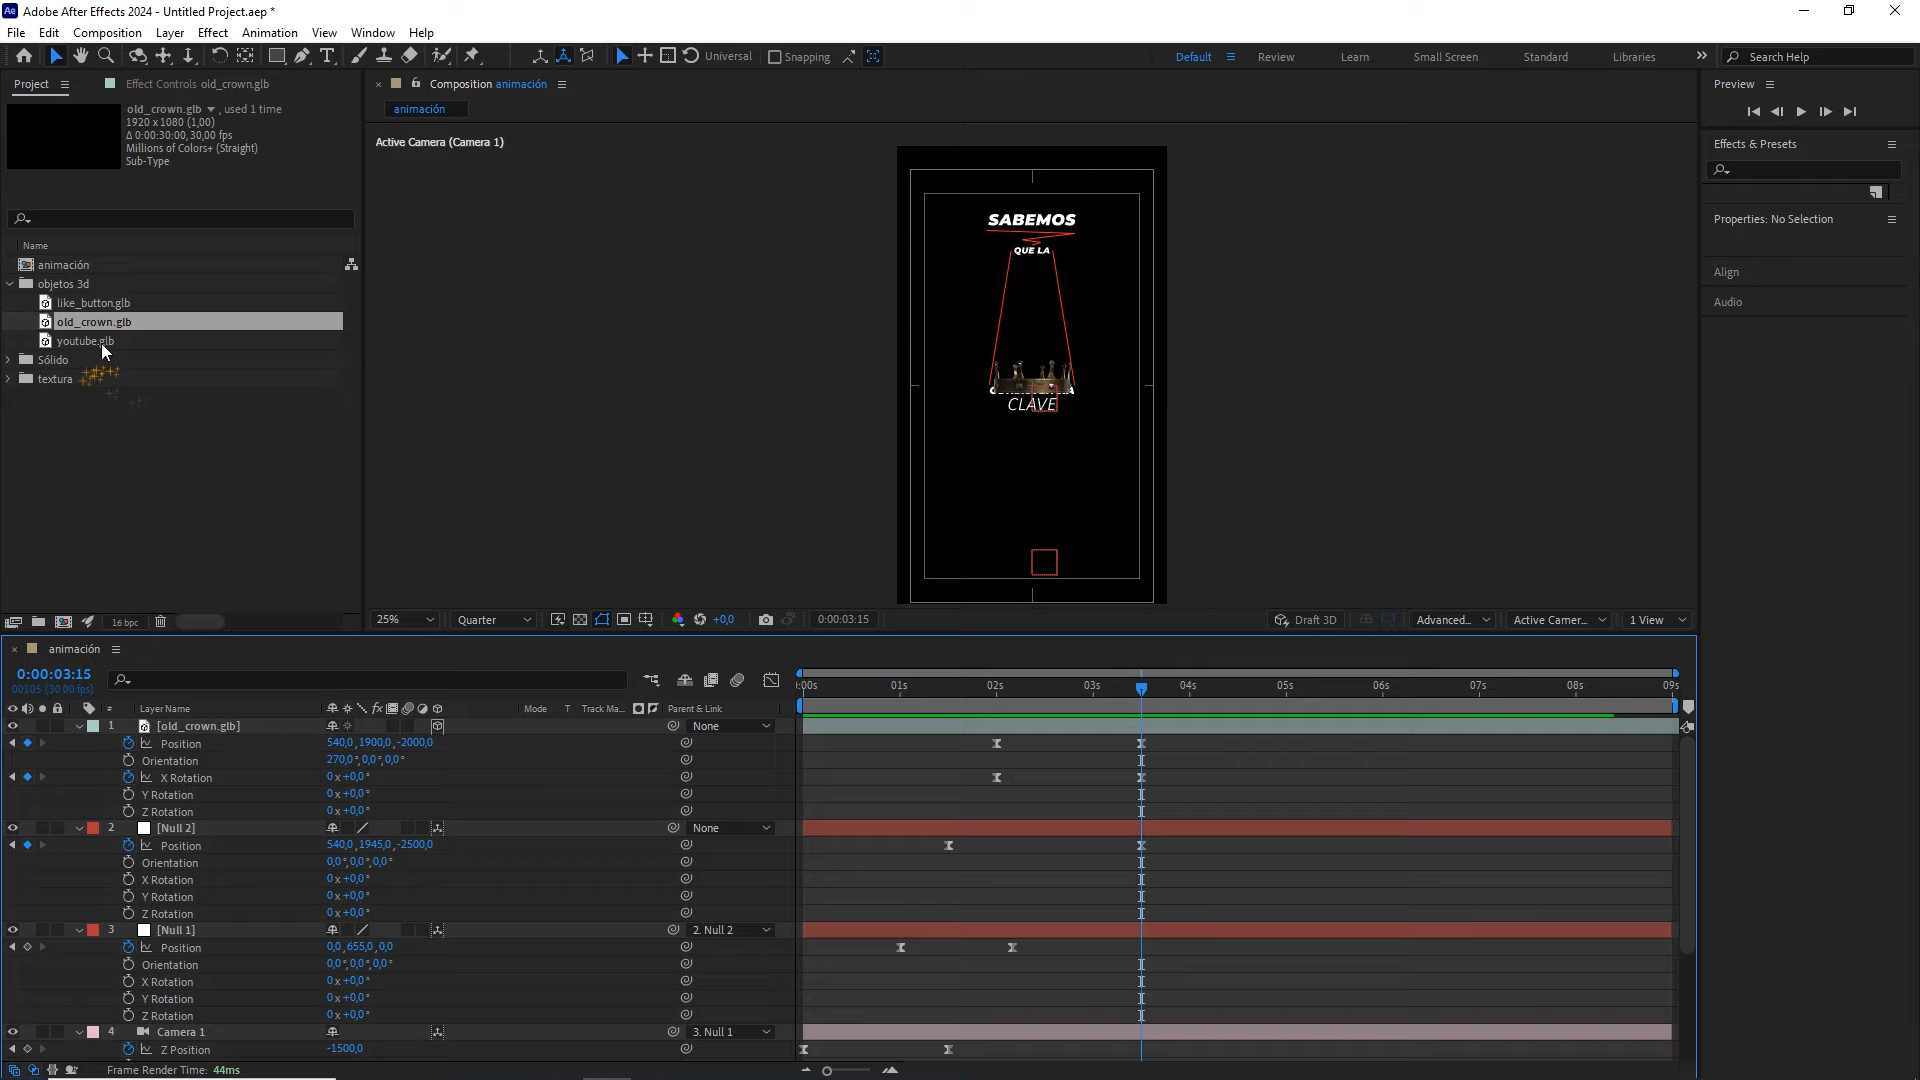 Adobe After Effects 2024 - Untitled Project.aep *
File Edit Composition Layer Effect Animation View Window Help
Universal Snapping Default Review Learn Small Screen Standard Libraries Search Help
Project Effect Controls old_crown.glb
old_crown.glb , used 1 time
1920 x 1080 (1,00)
Δ 0:00:30:00, 30,00 fps
Millions of Colors+ (Straight)
Sub-Type
Name
animación
objetos 3d
like_button.glb
old_crown.glb
youtube.glb
Sólido
textura
16 bpc
Composition animación
animación
Active Camera (Camera 1)
SABEMOS
QUE LA
CLAVE
25% Quarter +0,0 0:00:03:15 Draft 3D Advanced... Active Camer... 1 View
Preview
Effects & Presets
Properties: No Selection
Align
Audio
animación
0:00:03:15
00105 (30.00 fps)
:00s 01s 02s 03s 04s 05s 06s 07s 08s 09s
# Layer Name Mode T Track Ma... Parent & Link
1 [old_crown.glb] None
Position 540,0 ,1900,0 ,-2000,0
Orientation 270,0°,0,0°,0,0°
X Rotation 0x+0,0°
Y Rotation 0x+0,0°
Z Rotation 0x+0,0°
2 [Null 2] None
Position 540,0 ,1945,0 ,-2500,0
Orientation 0,0°,0,0°,0,0°
X Rotation 0x+0,0°
Y Rotation 0x+0,0°
Z Rotation 0x+0,0°
3 [Null 1] 2. Null 2
Position 0,0 ,655,0 ,0,0
Orientation 0,0°,0,0°,0,0°
X Rotation 0x+0,0°
Y Rotation 0x+0,0°
Z Rotation 0x+0,0°
4 Camera 1 3. Null 1
Z Position -1500,0
Frame Render Time: 44ms